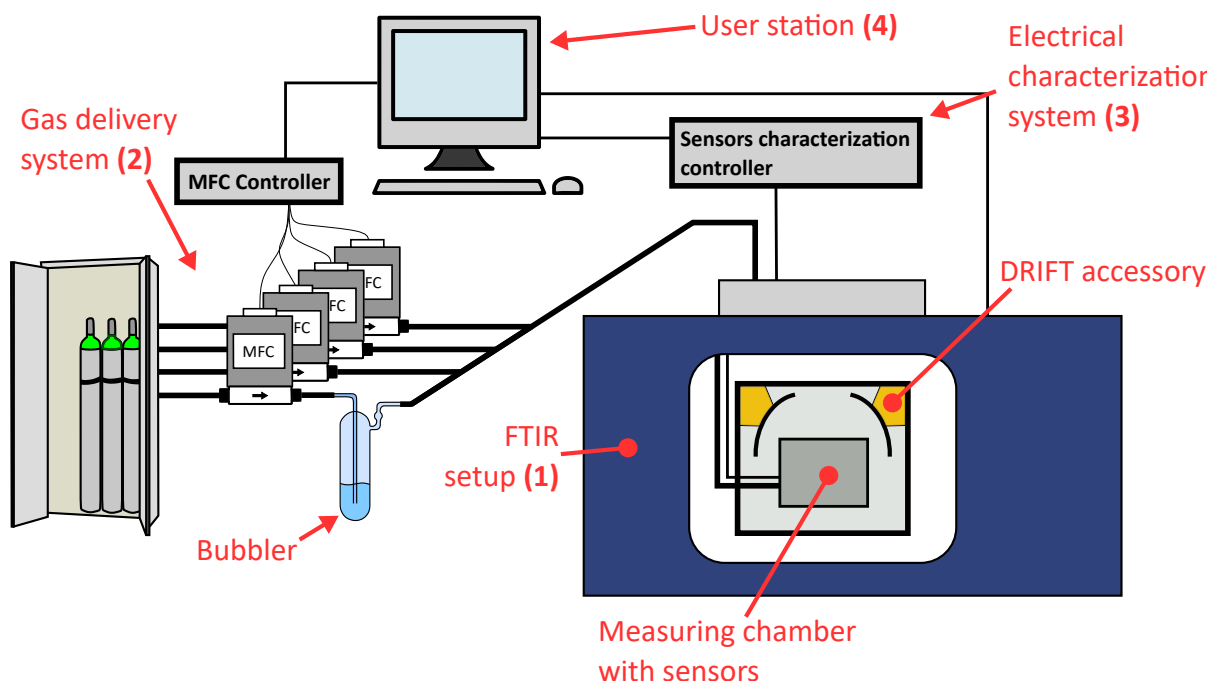 User station (4)
Electrical
characterization
system (3)
Gas delivery
system (2)
MFC Controller
Sensors characterization
controller
DRIFT accessory
MFC
FC
FC
FC
FTIR
setup (1)
Bubbler
Measuring chamber
with sensors